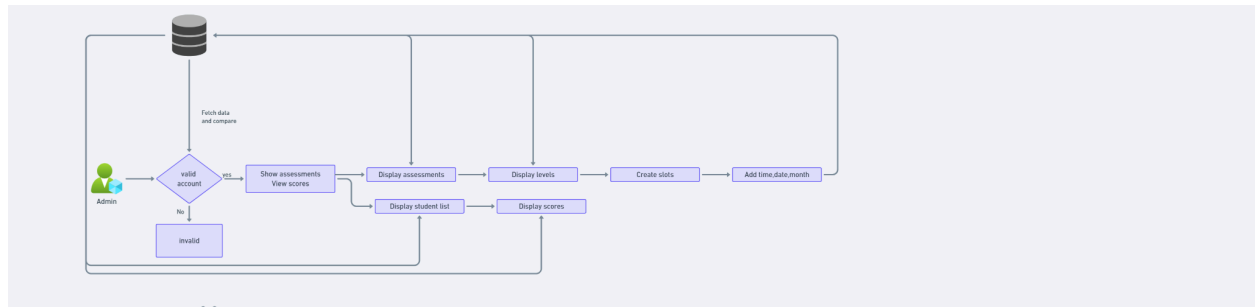 Fetch data
and compare
Admin
valid
account
yes
No
invalid
Show assessments
View scores
Display assessments
Display levels
Create slots
Add time,date,month
Display student list
Display scores